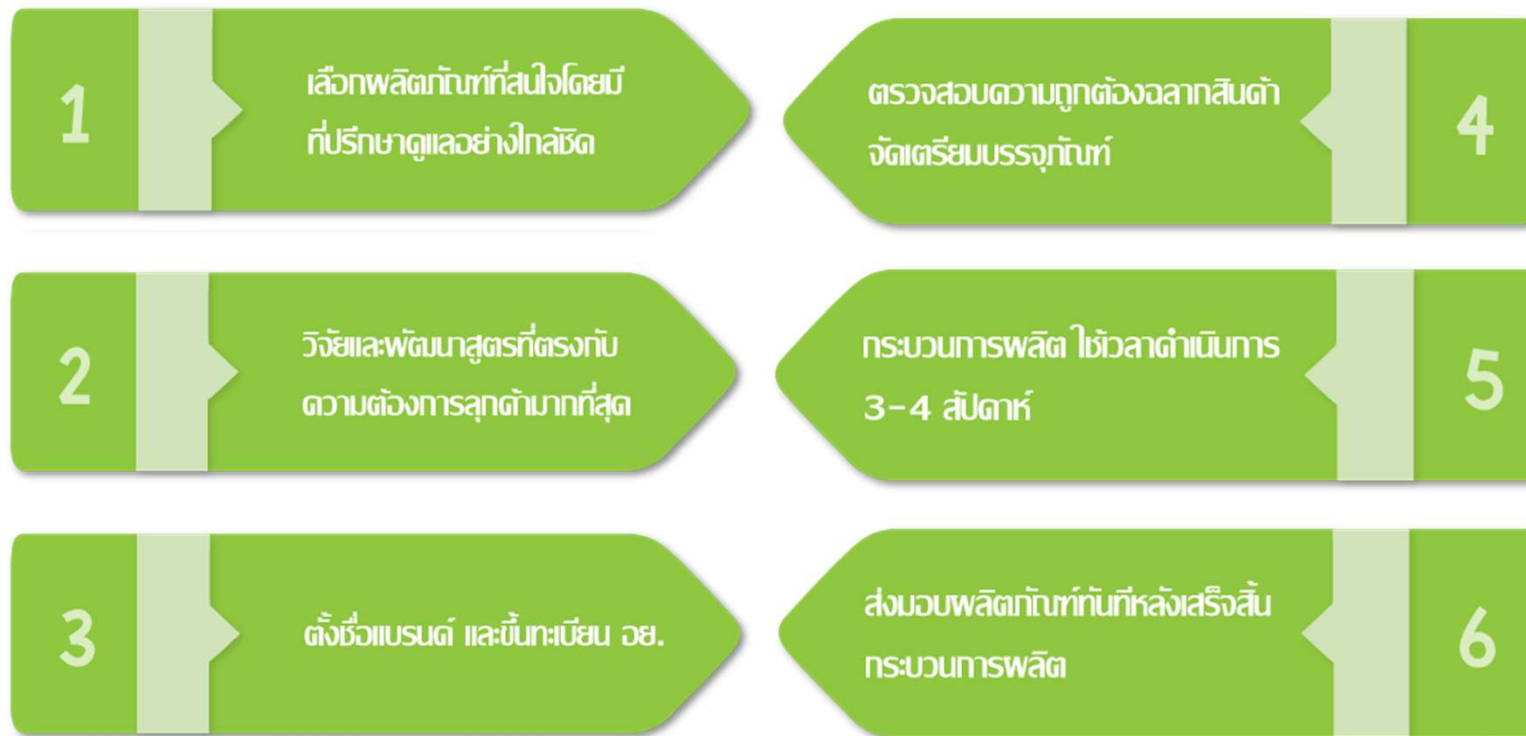 1
เลือกผลิตภัณฑ์ที่สนใจโดยมี
ที่ปรึกษาดูแลอย่างใกล้ชิด
2
วิจัยและพัฒนาสูตรที่ตรงกับ
ความต้องการลูกค้ามากที่สุด
3
ตั้งชื่อแบรนด์ และขึ้นทะเบียน อย.
4
ตรวจสอบความถูกต้องฉลากสินค้า
จัดเตรียมบรรจุภัณฑ์
5
กระบวนการผลิต ใช้เวลาดำเนินการ
3-4 สัปดาห์
6
ส่งมอบผลิตภัณฑ์ทันทีหลังเสร็จสิ้น
กระบวนการผลิต